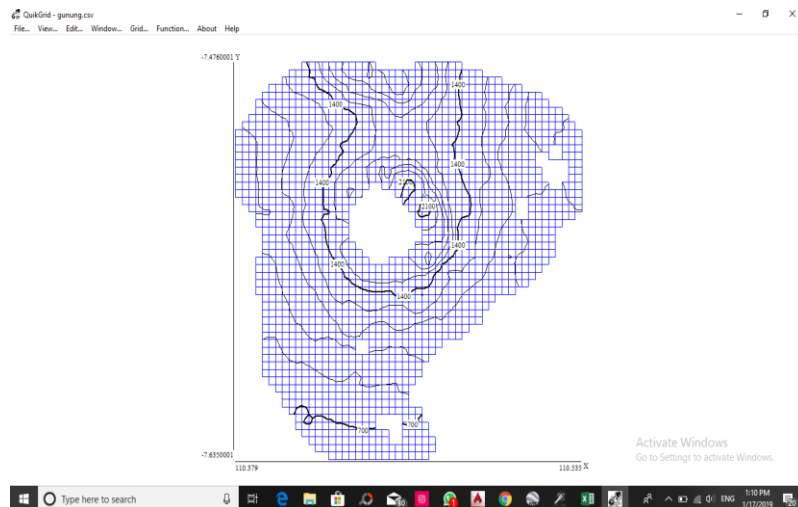 QuikGrid - gunung.csv
File... View... Edit... Window... Grid... Function... About Help
-7.4760001 Y
1400
1400
1400
1400
2100
1400
1400
1400
700
700
-7.6350001
110.379
110.535 X
Activate Windows
Go to Settings to activate Windows.
Type here to search
ENG
1:10 PM
1/17/2019